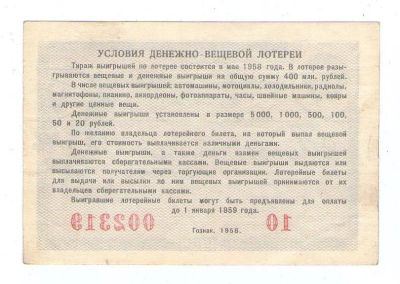 УСЛОВИЯ ДЕНЕЖНО-ВЕЩЕВОЙ ЛОТЕРЕИ
Тираж выигрышей по лотерее состоится в мае 1958 года. В лотерее разы-
грываются вещевые и денежные выигрыши на общую сумму 400 млн. рублей.
В числе вещевых выигрышей: автомашины, мотоциклы, холодильники, радиолы,
магнитофоны, пианино, аккордеоны, фотоаппараты, часы, швейные машины, ковры
и другие ценные вещи.
Денежные выигрыши установлены в размере 5000, 1000, 500, 100,
50 и 20 рублей.
По желанию владельца лотерейного билета, на который выпал вещевой
выигрыш, его стоимость выплачивается наличными деньгами.
Денежные выигрыши, а также деньги взамен вещевых выигрышей
выплачиваются сберегательными кассами. Вещевые выигрыши выдаются или
высылаются получателям через торгующие организации. Лотерейные билеты
для выдачи или высылки по ним вещевых выигрышей принимаются от их
владельцев сберегательными кассами.
Выигравшие лотерейные билеты могут быть предъявлены для оплаты
до 1 января 1959 года.
002319 10
Гознак. 1958.